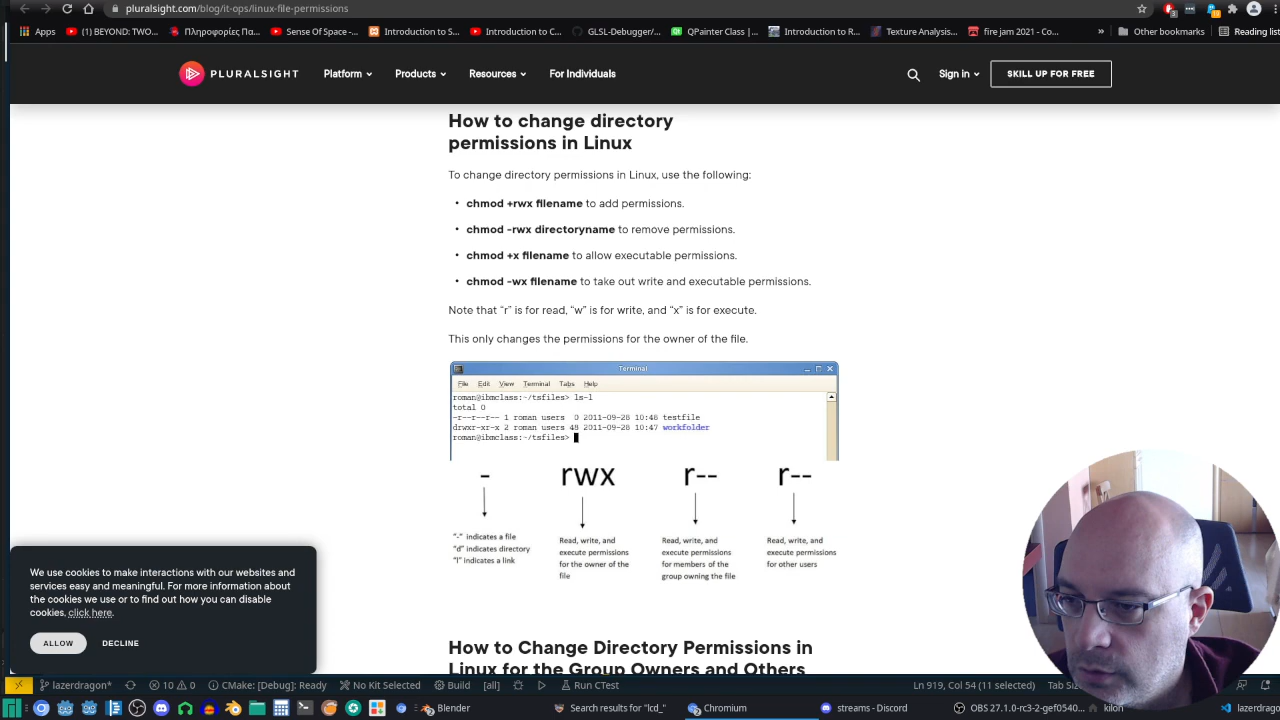 pluralsight.com/blog/it-ops/linux-file-permissions
Apps
(1) BEYOND: TWO...
Πληροφορίες Πα...
Sense Of Space -...
Introduction to S...
Introduction to C...
GLSL-Debugger/...
QPainter Class |...
Introduction to R...
Texture Analysis...
fire jam 2021 - Co...
»
Other bookmarks
Reading list
PLURALSIGHT
Platform
Products
Resources
For Individuals
Sign in
SKILL UP FOR FREE
How to change directory
permissions in Linux
To change directory permissions in Linux, use the following:
• chmod +rwx filename to add permissions.
• chmod -rwx directoryname to remove permissions.
• chmod +x filename to allow executable permissions.
• chmod -wx filename to take out write and executable permissions.
Note that “r” is for read, “w” is for write, and “x” is for execute.
This only changes the permissions for the owner of the file.
Terminal
File Edit View Terminal Tabs Help
roman@ibmclass:~/tsfiles> ls-l
total 0
-r--r--r-- 1 roman users 0 2011-09-28 10:48 testfile
drwxr-xr-x 2 roman users 48 2011-09-28 10:47 workfolder
roman@ibmclass:~/tsfiles>
- rwx r-- r--
“-” indicates a file
“d” indicates directory
“l” indicates a link
Read, write, and
execute permissions
for the owner of the
file
Read, write, and
execute permissions
for members of the
group owning the file
Read, write, and
execute permissions
for other users
We use cookies to make interactions with our websites and
services easy and meaningful. For more information about
the cookies we use or to find out how you can disable
cookies, click here.
ALLOW
DECLINE
How to Change Directory Permissions in
Linux for the Group Owners and Others
lazerdragon*
10 0
CMake: [Debug]: Ready
No Kit Selected
Build
[all]
Run CTest
Ln 919, Col 54 (11 selected)
Tab Size
Blender
Search results for "lcd_"
Chromium
streams - Discord
OBS 27.1.0-rc3-2-gef0540...
kilon
lazerdragon